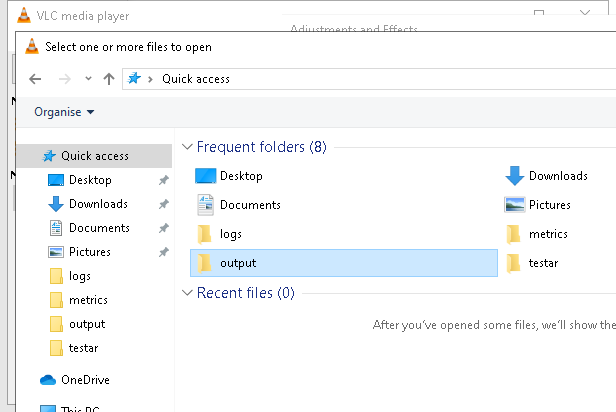 VLC media player
Adjustments and Effects
Select one or more files to open
Quick access
Organise
Quick access
Desktop
Downloads
Documents
Pictures
logs
metrics
output
testar
OneDrive
This PC
Frequent folders (8)
Desktop
Downloads
Documents
Pictures
logs
metrics
output
testar
Recent files (0)
After you've opened some files, we'll show the